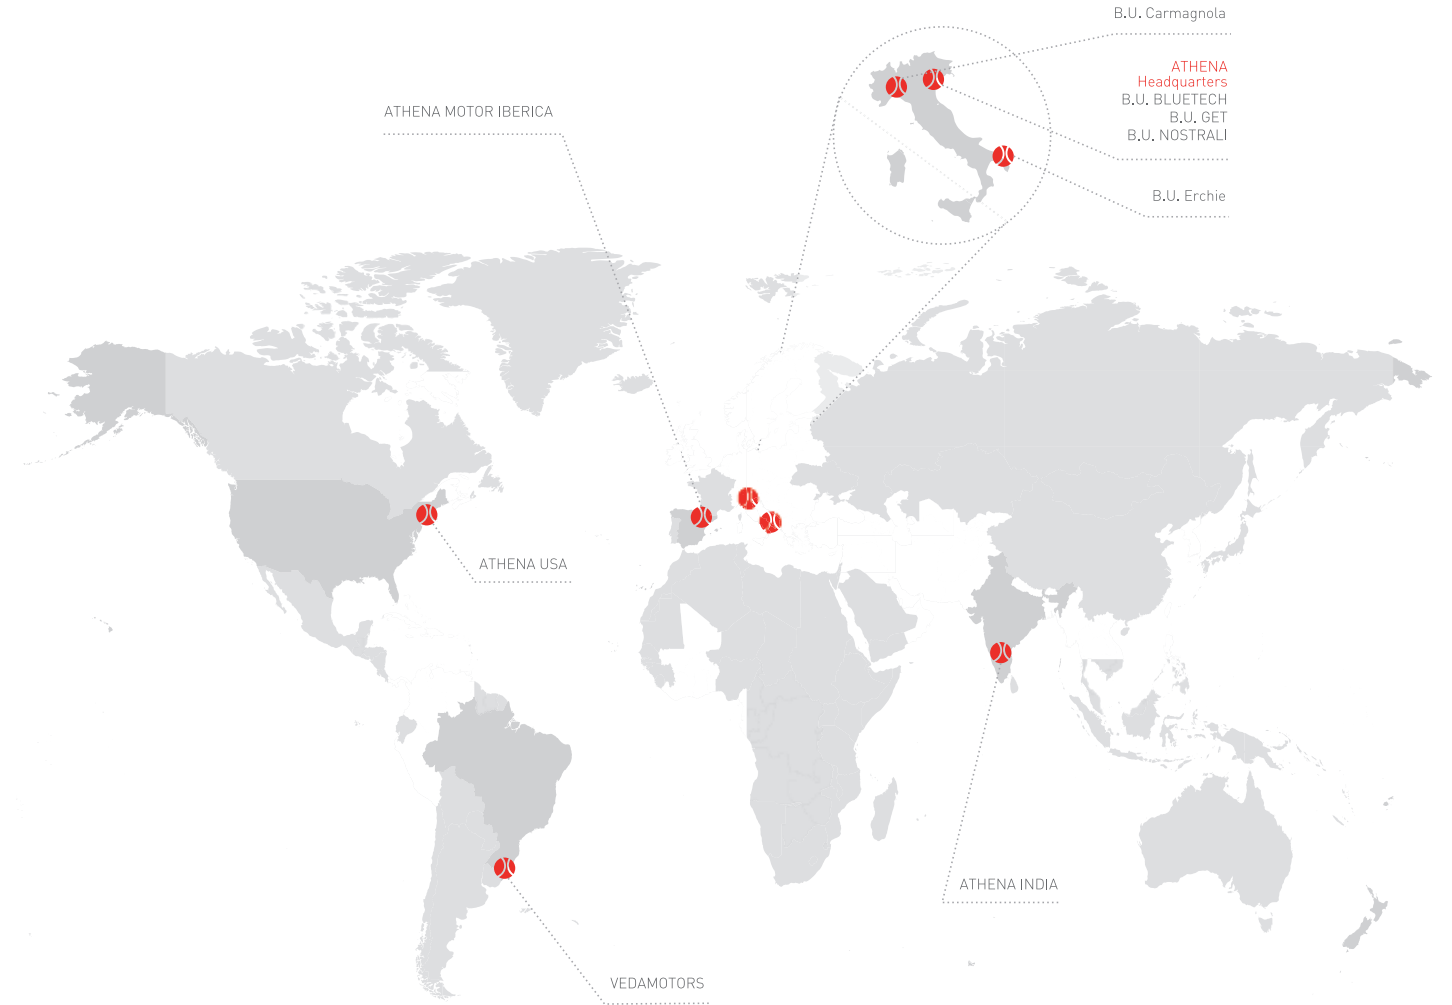 B.U. Carmagnola
ATHENA
Headquarters
B.U. BLUETECH
B.U. GET
B.U. NOSTRALI
ATHENA MOTOR IBERICA
B.U. Erchie
ATHENA USA
ATHENA INDIA
VEDAMOTORS